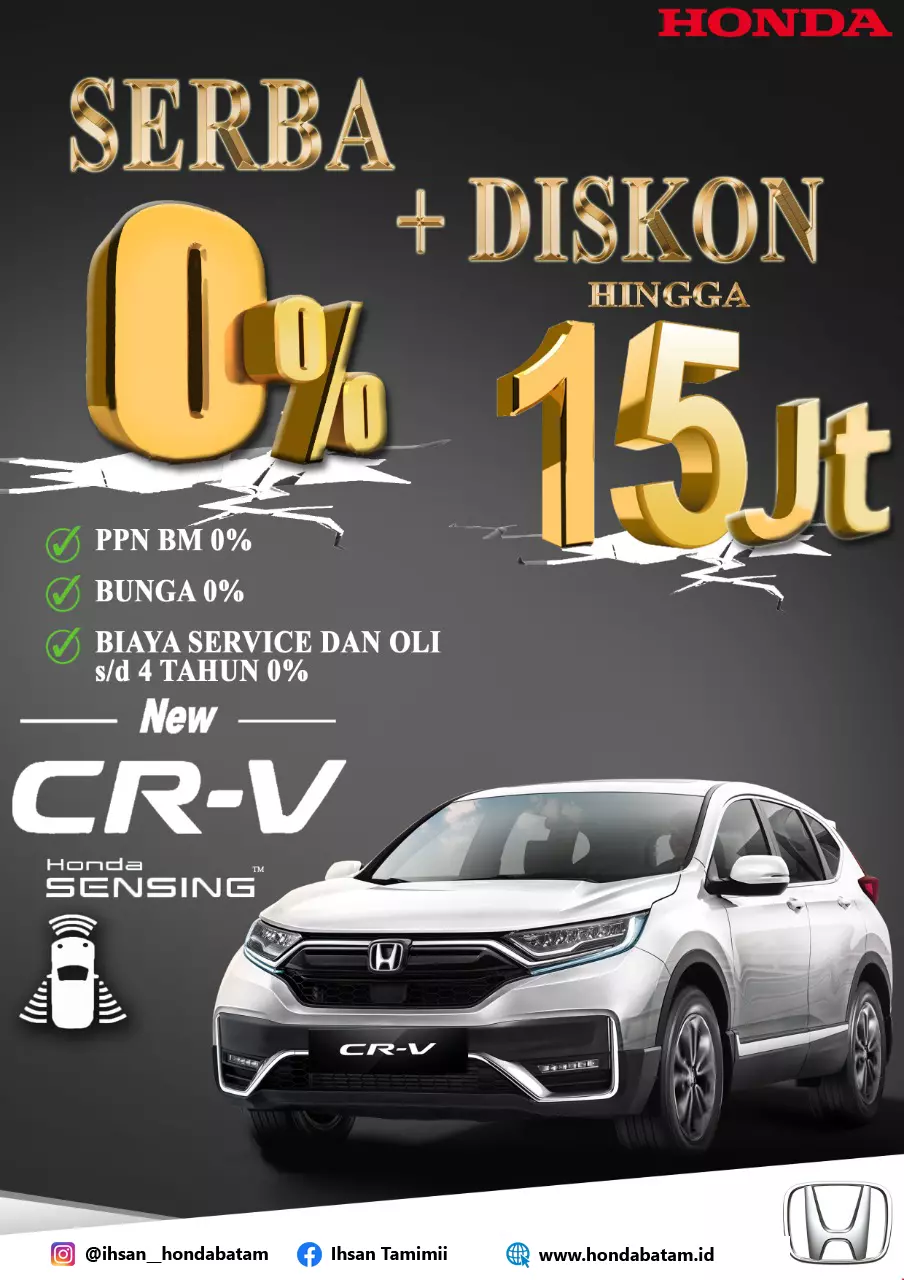 HONDA
SERBA
0%
+ DISKON
HINGGA
15Jt
PPN BM 0%
BUNGA 0%
BIAYA SERVICE DAN OLI
s/d 4 TAHUN 0%
New
CR-V
Honda
SENSING™
CR-V
@ihsan__hondabatam
Ihsan Tamimii
www.hondabatam.id